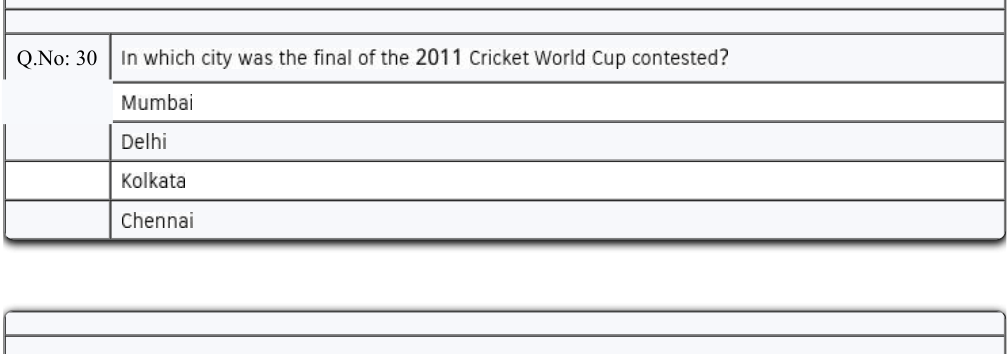 Q.No: 30 In which city was the final of the 2011 Cricket World Cup contested?
Mumbai
Delhi
Kolkata
Chennai